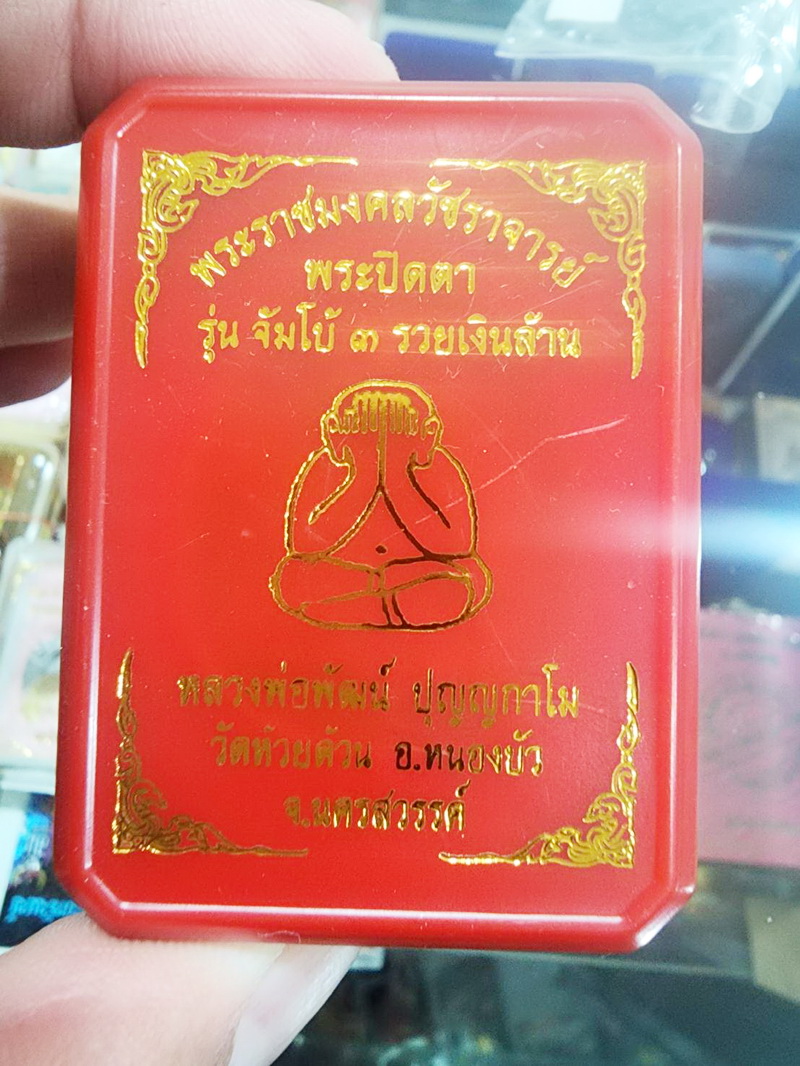 พระราชมงคลวัชราจารย์
พระปิดตา
รุ่น จัมโบ้ ๓ รวยเงินล้าน
หลวงพ่อพัฒน์ ปุญญกาโม
วัดห้วยด้วน อ.หนองบัว
จ.นครสวรรค์